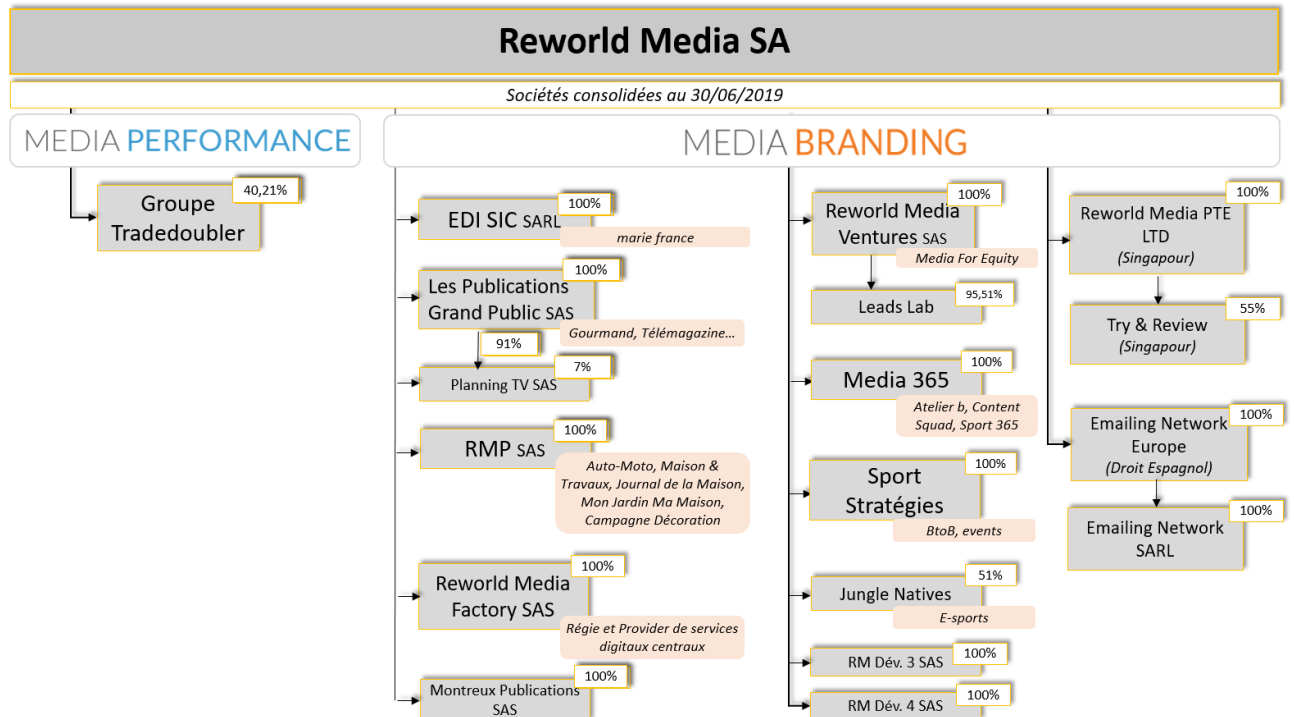 Reworld Media SA
Sociétés consolidées au 30/06/2019
MEDIA PERFORMANCE
MEDIA BRANDING
40,21%
Groupe
Tradedoubler
100%
EDI SIC SARL
marie france
100%
Les Publications
Grand Public SAS
Gourmand, Télémagazine...
91%
7%
Planning TV SAS
100%
RMP SAS
Auto-Moto, Maison &
Travaux, Journal de la Maison,
Mon Jardin Ma Maison,
Campagne Décoration
100%
Reworld Media
Factory SAS
Régie et Provider de services
digitaux centraux
100%
Montreux Publications
SAS
100%
Reworld Media
Ventures SAS
Media For Equity
95,51%
Leads Lab
100%
Media 365
Atelier b, Content
Squad, Sport 365
100%
Sport
Stratégies
BtoB, events
51%
Jungle Natives
E-sports
100%
RM Dév. 3 SAS
100%
RM Dév. 4 SAS
100%
Reworld Media PTE
LTD
(Singapour)
55%
Try & Review
(Singapour)
100%
Emailing Network
Europe
(Droit Espagnol)
100%
Emailing Network
SARL